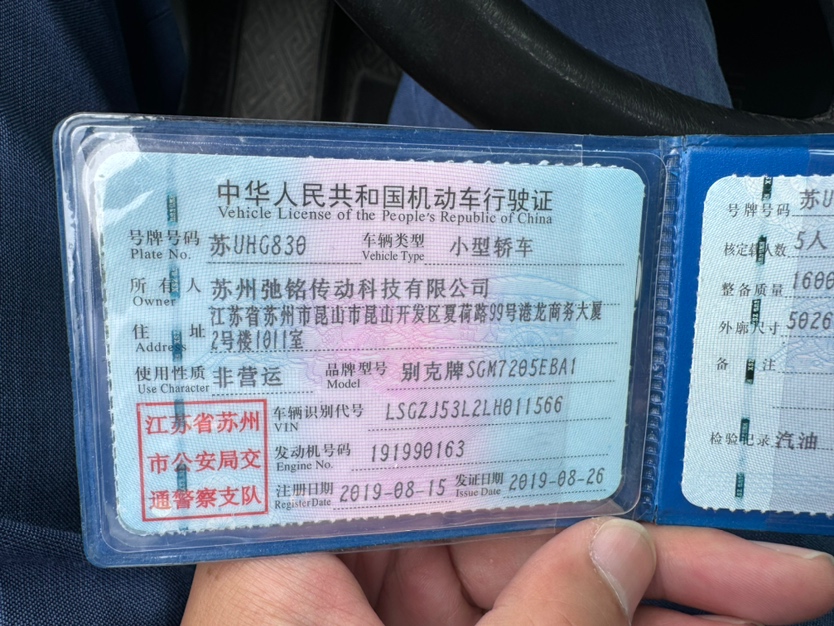 中华人民共和国机动车行驶证
Vehicle License of the People's Republic of China
号牌号码 苏UHG830 车辆类型 小型轿车
Plate No. Vehicle Type
所有人 苏州弛铭传动科技有限公司
Owner
住址 江苏省苏州市昆山市昆山开发区夏荷路99号港龙商务大厦
Address 2号楼1011室
使用性质 非营运 品牌型号 别克牌SGM7205EBA1
Use Character Model
江苏省苏州
市公安局交
通警察支队
车辆识别代号 LSGZJ53L2LH011566
VIN
发动机号码 191990163
Engine No.
注册日期 2019-08-15 发证日期 2019-08-26
Register Date Issue Date
号牌号码 苏U
核定载人数 5人
整备质量 1600
外廓尺寸 5026
备注
检验记录 汽油